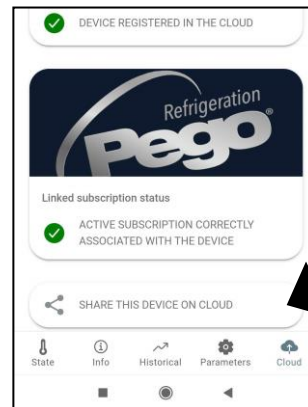 DEVICE REGISTERED IN THE CLOUD
Refrigeration
Pego
Linked subscription status
ACTIVE SUBSCRIPTION CORRECTLY
ASSOCIATED WITH THE DEVICE
SHARE THIS DEVICE ON CLOUD
State Info Historical Parameters Cloud